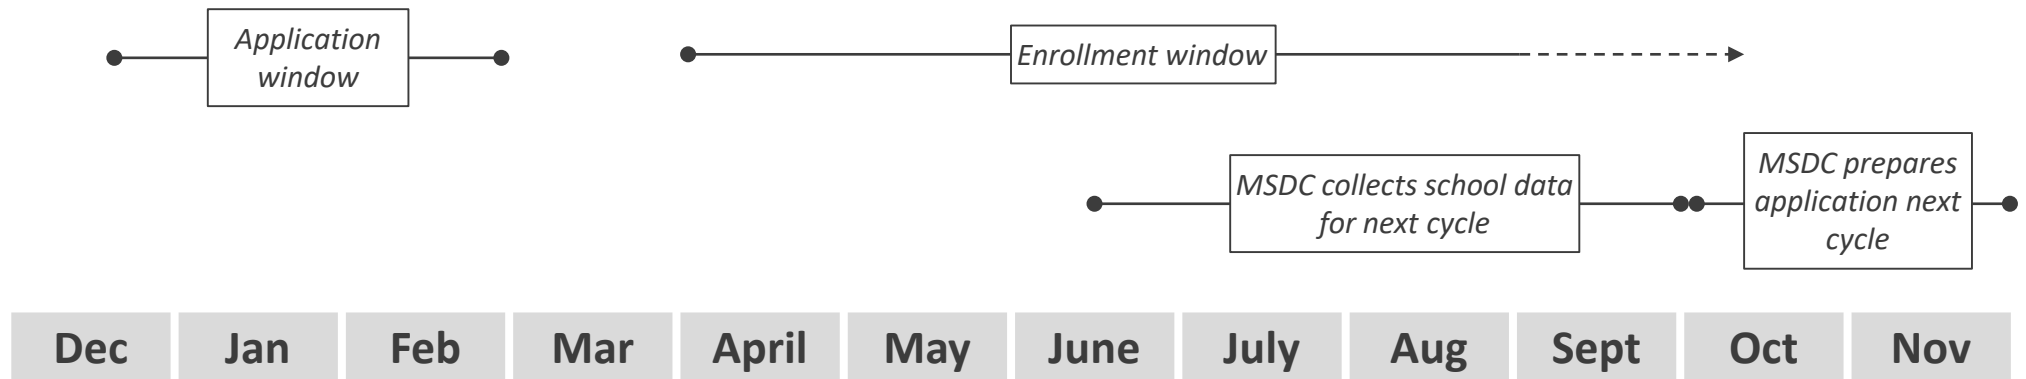 Application
window
Enrollment window
MSDC collects school data
for next cycle
MSDC prepares
application next
cycle
Dec Jan Feb Mar April May June July Aug Sept Oct Nov